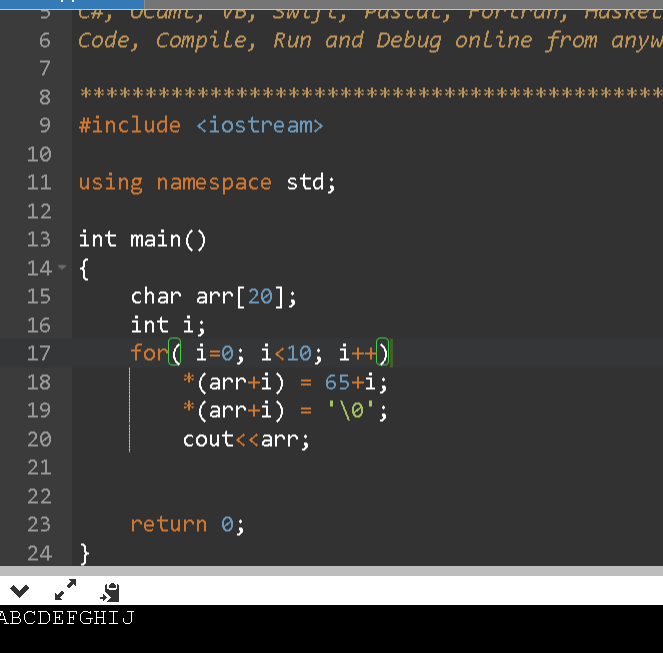 5 C#, OCaml, VB, Swift, Pascal, Fortran, Haskel
6 Code, Compile, Run and Debug online from anyw
7
8 *********************************************
9 #include <iostream>
10
11 using namespace std;
12
13 int main()
14 {
15 char arr[20];
16 int i;
17 for( i=0; i<10; i++)
18 *(arr+i) = 65+i;
19 *(arr+i) = '\0';
20 cout<<arr;
21
22
23 return 0;
24 }
ABCDEFGHIJ